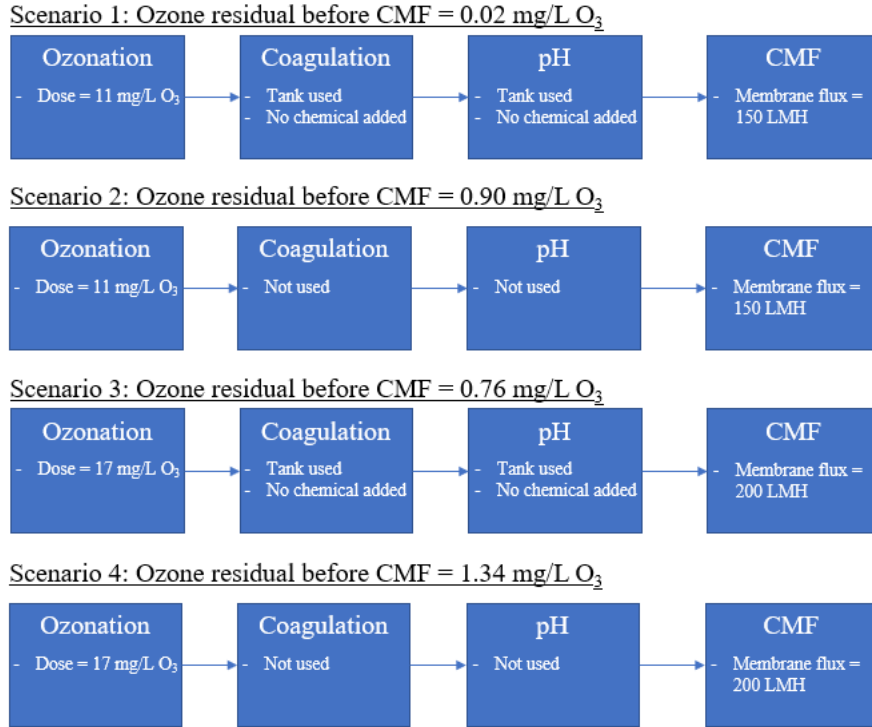 Scenario 1: Ozone residual before CMF = 0.02 mg/L O₃
Ozonation
- Dose = 11 mg/L O₃
Coagulation
- Tank used
- No chemical added
pH
- Tank used
- No chemical added
CMF
- Membrane flux =
150 LMH
Scenario 2: Ozone residual before CMF = 0.90 mg/L O₃
Ozonation
- Dose = 11 mg/L O₃
Coagulation
- Not used
pH
- Not used
CMF
- Membrane flux =
150 LMH
Scenario 3: Ozone residual before CMF = 0.76 mg/L O₃
Ozonation
- Dose = 17 mg/L O₃
Coagulation
- Tank used
- No chemical added
pH
- Tank used
- No chemical added
CMF
- Membrane flux =
200 LMH
Scenario 4: Ozone residual before CMF = 1.34 mg/L O₃
Ozonation
- Dose = 17 mg/L O₃
Coagulation
- Not used
pH
- Not used
CMF
- Membrane flux =
200 LMH